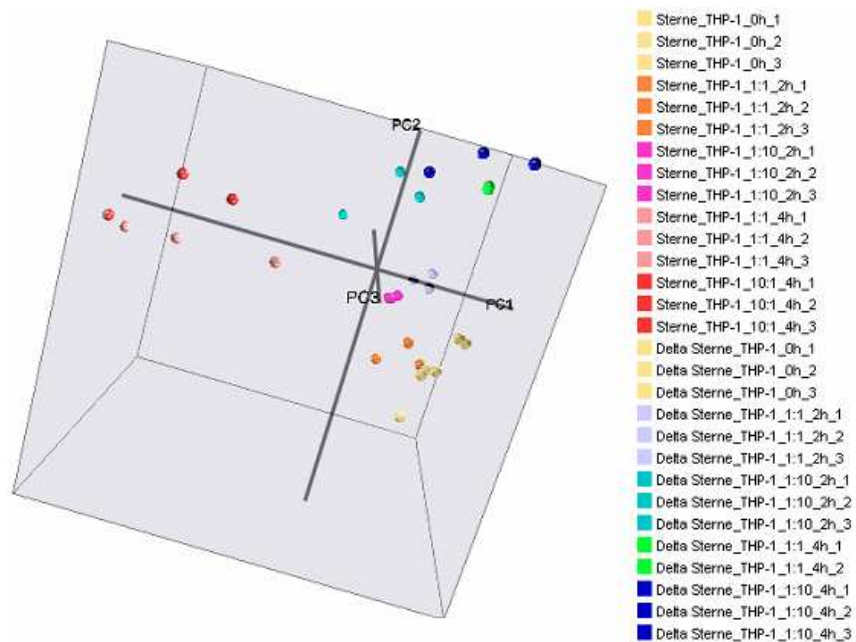 PC2
PC3
PC1
Sterne_THP-1_0h_1
Sterne_THP-1_0h_2
Sterne_THP-1_0h_3
Sterne_THP-1_1:1_2h_1
Sterne_THP-1_1:1_2h_2
Sterne_THP-1_1:1_2h_3
Sterne_THP-1_1:10_2h_1
Sterne_THP-1_1:10_2h_2
Sterne_THP-1_1:10_2h_3
Sterne_THP-1_1:1_4h_1
Sterne_THP-1_1:1_4h_2
Sterne_THP-1_1:1_4h_3
Sterne_THP-1_10:1_4h_1
Sterne_THP-1_10:1_4h_2
Sterne_THP-1_10:1_4h_3
Delta Sterne_THP-1_0h_1
Delta Sterne_THP-1_0h_2
Delta Sterne_THP-1_0h_3
Delta Sterne_THP-1_1:1_2h_1
Delta Sterne_THP-1_1:1_2h_2
Delta Sterne_THP-1_1:1_2h_3
Delta Sterne_THP-1_1:10_2h_1
Delta Sterne_THP-1_1:10_2h_2
Delta Sterne_THP-1_1:10_2h_3
Delta Sterne_THP-1_1:1_4h_1
Delta Sterne_THP-1_1:1_4h_2
Delta Sterne_THP-1_1:10_4h_1
Delta Sterne_THP-1_1:10_4h_2
Delta Sterne_THP-1_1:10_4h_3